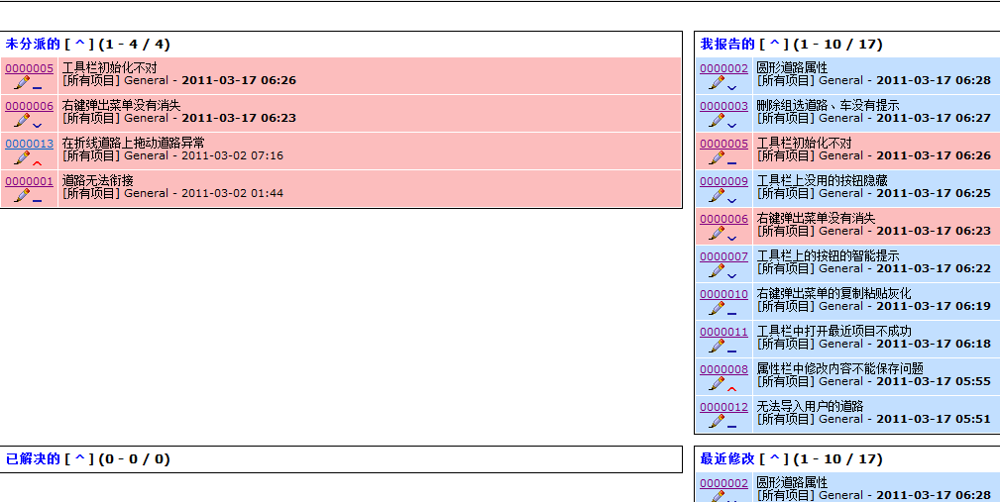 未分派的 [ ^ ] (1 - 4 / 4)
0000005 工具栏初始化不对
[所有项目] General - 2011-03-17 06:26
0000006 右键弹出菜单没有消失
[所有项目] General - 2011-03-17 06:23
0000013 在折线道路上拖动道路异常
[所有项目] General - 2011-03-02 07:16
0000001 道路无法衔接
[所有项目] General - 2011-03-02 01:44
我报告的 [ ^ ] (1 - 10 / 17)
0000002 圆形道路属性
[所有项目] General - 2011-03-17 06:28
0000003 删除组选道路、车没有提示
[所有项目] General - 2011-03-17 06:27
0000005 工具栏初始化不对
[所有项目] General - 2011-03-17 06:26
0000009 工具栏上没用的按钮隐藏
[所有项目] General - 2011-03-17 06:25
0000006 右键弹出菜单没有消失
[所有项目] General - 2011-03-17 06:23
0000007 工具栏上的按钮的智能提示
[所有项目] General - 2011-03-17 06:22
0000010 右键弹出菜单的复制粘贴灰化
[所有项目] General - 2011-03-17 06:19
0000011 工具栏中打开最近项目不成功
[所有项目] General - 2011-03-17 06:18
0000008 属性栏中修改内容不能保存问题
[所有项目] General - 2011-03-17 05:55
0000012 无法导入用户的道路
[所有项目] General - 2011-03-17 05:51
已解决的 [ ^ ] (0 - 0 / 0)
最近修改 [ ^ ] (1 - 10 / 17)
0000002 圆形道路属性
[所有项目] General - 2011-03-17 06:28